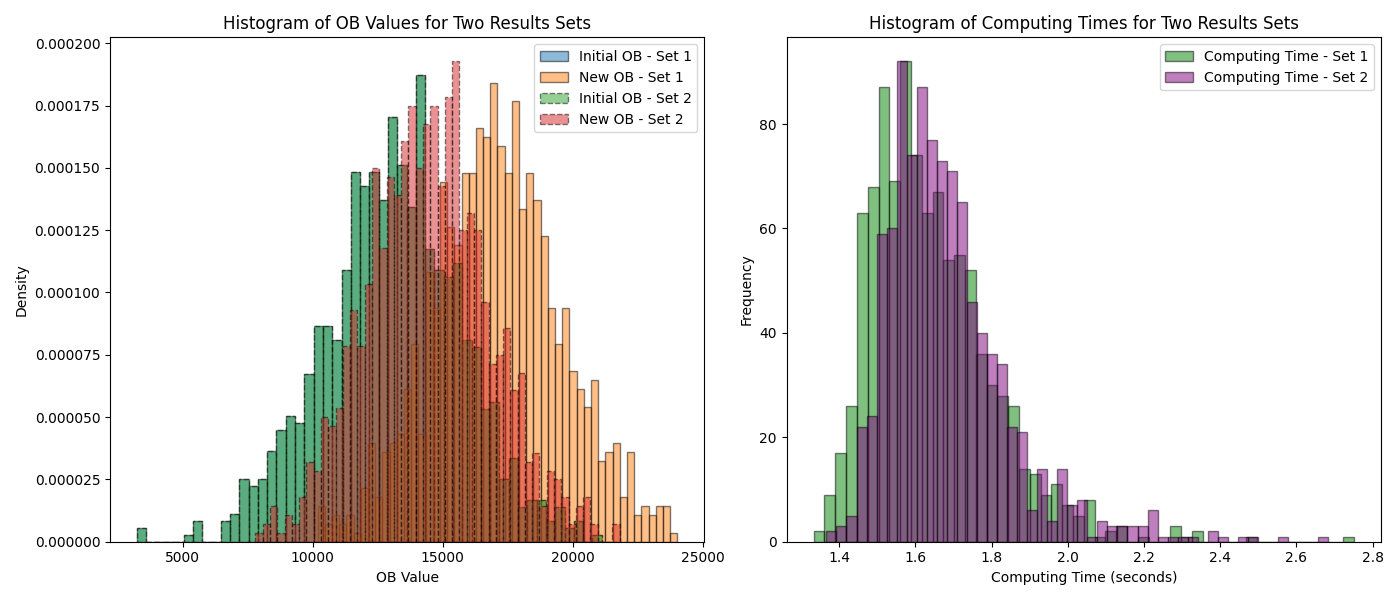 Histogram of OB Values for Two Results Sets
0.000200
0.000175
0.000150
0.000125
0.000100
0.000075
0.000050
0.000025
0.000000
Density
5000 10000 15000 20000 25000
OB Value
Initial OB - Set 1
New OB - Set 1
Initial OB - Set 2
New OB - Set 2
Histogram of Computing Times for Two Results Sets
80
60
40
20
0
Frequency
1.4 1.6 1.8 2.0 2.2 2.4 2.6 2.8
Computing Time (seconds)
Computing Time - Set 1
Computing Time - Set 2